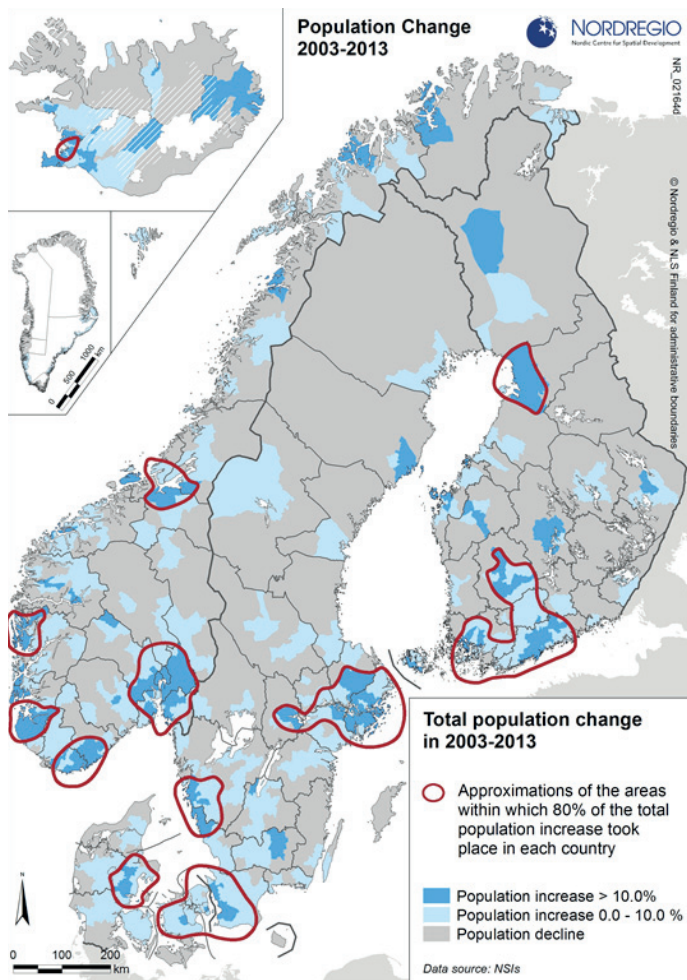 Population Change
2003-2013
NORDREGIO
Nordic Centre for Spatial Development
NR_02164d
© Nordregio & NLS Finland for administrative boundaries
0 500 1000
km
Total population change
in 2003-2013
Approximations of the areas
within which 80% of the total
population increase took
place in each country
Population increase > 10.0%
Population increase 0.0 - 10.0 %
Population decline
Data source: NSIs
N
0 100 200
km